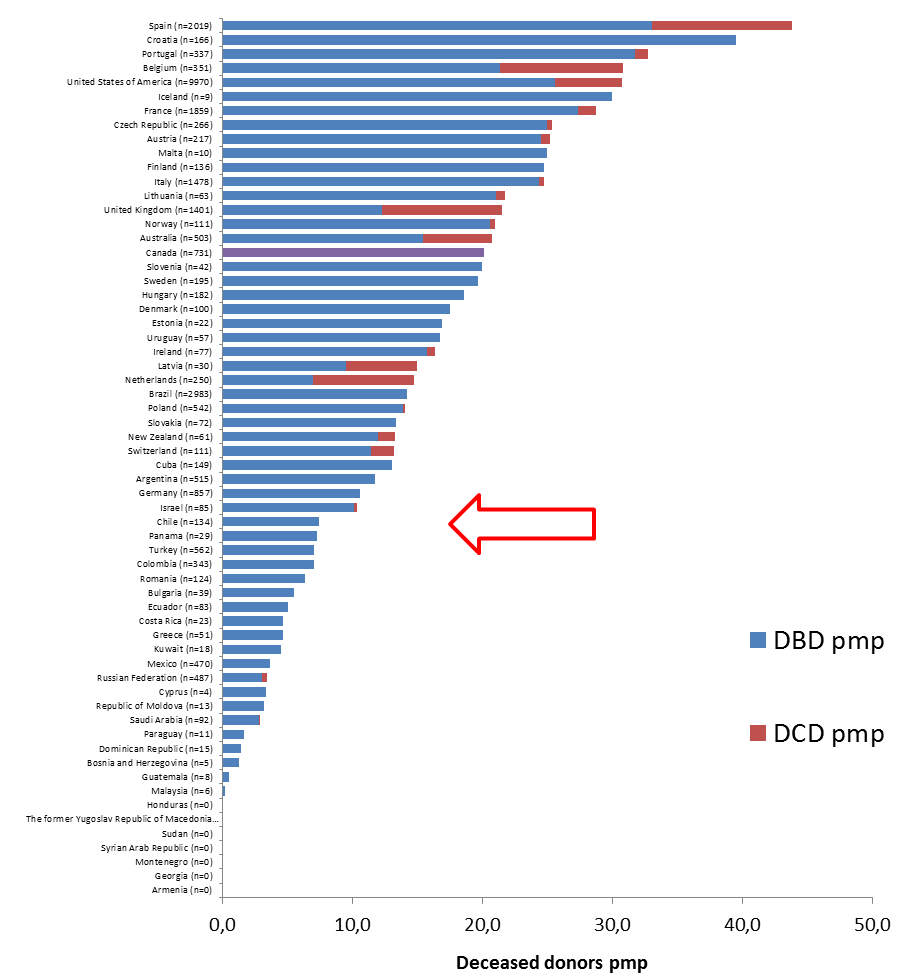 Spain (n=2019)
Croatia (n=166)
Portugal (n=337)
Belgium (n=351)
United States of America (n=9970)
Iceland (n=9)
France (n=1859)
Czech Republic (n=266)
Austria (n=217)
Malta (n=10)
Finland (n=136)
Italy (n=1478)
Lithuania (n=63)
United Kingdom (n=1401)
Norway (n=111)
Australia (n=503)
Canada (n=731)
Slovenia (n=42)
Sweden (n=195)
Hungary (n=182)
Denmark (n=100)
Estonia (n=22)
Uruguay (n=57)
Ireland (n=77)
Latvia (n=30)
Netherlands (n=250)
Brazil (n=2983)
Poland (n=542)
Slovakia (n=72)
New Zealand (n=61)
Switzerland (n=111)
Cuba (n=149)
Argentina (n=515)
Germany (n=857)
Israel (n=85)
Chile (n=134)
Panama (n=29)
Turkey (n=562)
Colombia (n=343)
Romania (n=124)
Bulgaria (n=39)
Ecuador (n=83)
Costa Rica (n=23)
Greece (n=51)
Kuwait (n=18)
Mexico (n=470)
Russian Federation (n=487)
Cyprus (n=4)
Republic of Moldova (n=13)
Saudi Arabia (n=92)
Paraguay (n=11)
Dominican Republic (n=15)
Bosnia and Herzegovina (n=5)
Guatemala (n=8)
Malaysia (n=6)
Honduras (n=0)
The former Yugoslav Republic of Macedonia...
Sudan (n=0)
Syrian Arab Republic (n=0)
Montenegro (n=0)
Georgia (n=0)
Armenia (n=0)
DBD pmp
DCD pmp
0,0 10,0 20,0 30,0 40,0 50,0
Deceased donors pmp